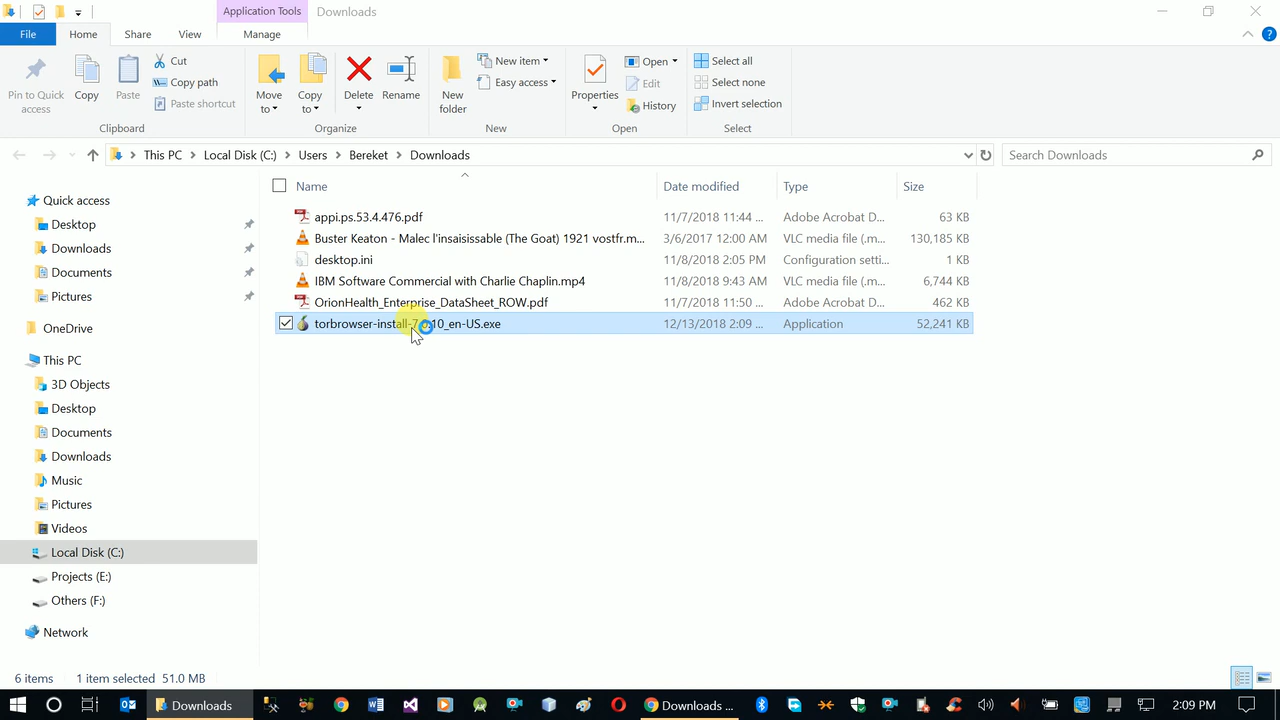 Application Tools
Downloads
File
Home
Share
View
Manage
Pin to Quick access
Copy
Paste
Cut
Copy path
Paste shortcut
Clipboard
Move to
Copy to
Delete
Rename
Organize
New folder
New item
Easy access
New
Properties
Open
Edit
History
Open
Select all
Select none
Invert selection
Select
This PC > Local Disk (C:) > Users > Bereket > Downloads
Search Downloads
Name
Date modified
Type
Size
appi.ps.53.4.476.pdf 11/7/2018 11:44 ... Adobe Acrobat D... 63 KB
Buster Keaton - Malec l'insaisissable (The Goat) 1921 vostfr.m... 3/6/2017 12:00 AM VLC media file (.m... 130,185 KB
desktop.ini 11/8/2018 2:05 PM Configuration setti... 1 KB
IBM Software Commercial with Charlie Chaplin.mp4 11/8/2018 9:43 AM VLC media file (.m... 6,744 KB
OrionHealth_Enterprise_DataSheet_ROW.pdf 11/7/2018 11:50 ... Adobe Acrobat D... 462 KB
torbrowser-install-7. .10_en-US.exe 12/13/2018 2:09 ... Application 52,241 KB
Quick access
Desktop
Downloads
Documents
Pictures
OneDrive
This PC
3D Objects
Desktop
Documents
Downloads
Music
Pictures
Videos
Local Disk (C:)
Projects (E:)
Others (F:)
Network
6 items 1 item selected 51.0 MB
Downloads
Downloads ...
2:09 PM